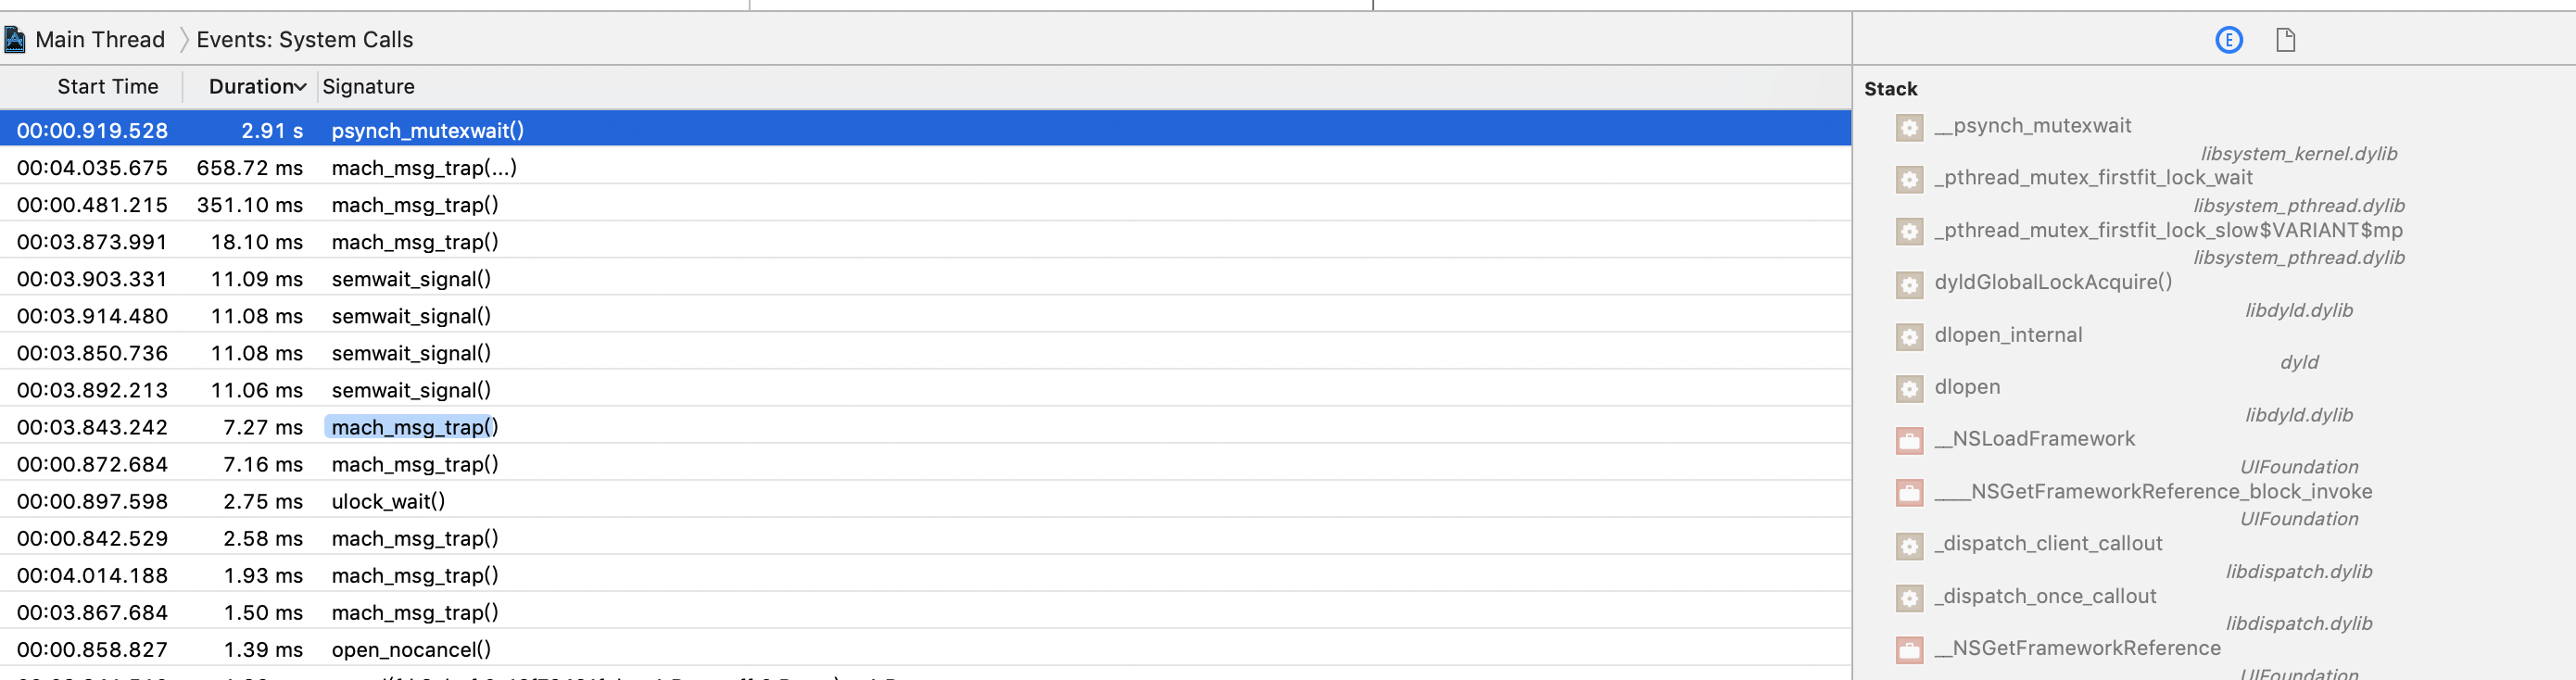 Main Thread Events: System Calls
E
Start Time Duration Signature
00:00.919.528 2.91 s psynch_mutexwait()
00:04.035.675 658.72 ms mach_msg_trap(...)
00:00.481.215 351.10 ms mach_msg_trap()
00:03.873.991 18.10 ms mach_msg_trap()
00:03.903.331 11.09 ms semwait_signal()
00:03.914.480 11.08 ms semwait_signal()
00:03.850.736 11.08 ms semwait_signal()
00:03.892.213 11.06 ms semwait_signal()
00:03.843.242 7.27 ms mach_msg_trap()
00:00.872.684 7.16 ms mach_msg_trap()
00:00.897.598 2.75 ms ulock_wait()
00:00.842.529 2.58 ms mach_msg_trap()
00:04.014.188 1.93 ms mach_msg_trap()
00:03.867.684 1.50 ms mach_msg_trap()
00:00.858.827 1.39 ms open_nocancel()
Stack
__psynch_mutexwait
libsystem_kernel.dylib
_pthread_mutex_firstfit_lock_wait
libsystem_pthread.dylib
_pthread_mutex_firstfit_lock_slow$VARIANT$mp
libsystem_pthread.dylib
dyldGlobalLockAcquire()
libdyld.dylib
dlopen_internal
dyld
dlopen
libdyld.dylib
__NSLoadFramework
UIFoundation
____NSGetFrameworkReference_block_invoke
UIFoundation
_dispatch_client_callout
libdispatch.dylib
_dispatch_once_callout
libdispatch.dylib
__NSGetFrameworkReference
UIFoundation